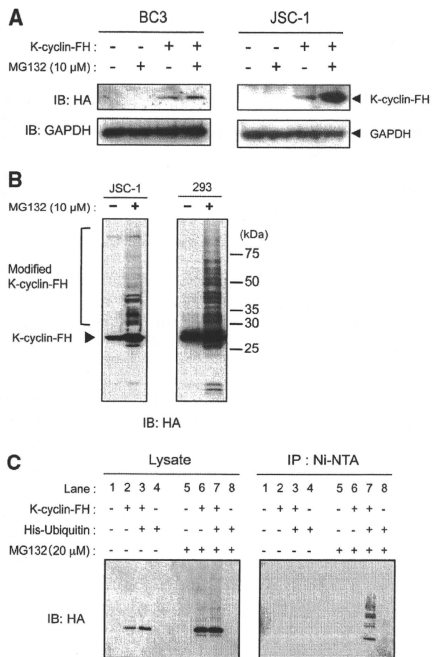 A
BC3 JSC-1
K-cyclin-FH : - - + + - - + +
MG132 (10 µM) : - + - + - + - +
IB: HA
K-cyclin-FH
IB: GAPDH
GAPDH
B
JSC-1 293
MG132 (10 µM) : - + - +
(kDa)
75
Modified
K-cyclin-FH
50
35
30
K-cyclin-FH
25
IB: HA
C
Lysate IP : Ni-NTA
Lane : 1 2 3 4 5 6 7 8 1 2 3 4 5 6 7 8
K-cyclin-FH : - + + - - + + - - + + - - + + -
His-Ubiquitin : - - + + - - + + - - + + - - + +
MG132 (20 µM) : - - - - + + + + - - - - + + + +
IB: HA